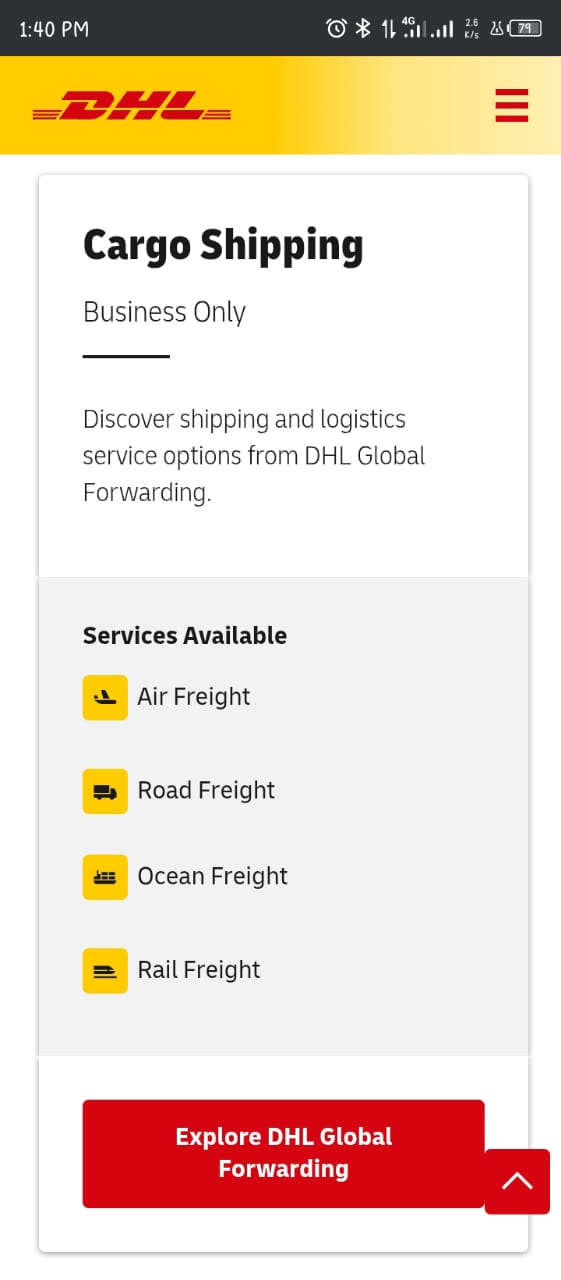 1:40 PM
4G
2.6
K/s
79
DHL
Cargo Shipping
Business Only
Discover shipping and logistics
service options from DHL Global
Forwarding.
Services Available
Air Freight
Road Freight
Ocean Freight
Rail Freight
Explore DHL Global
Forwarding